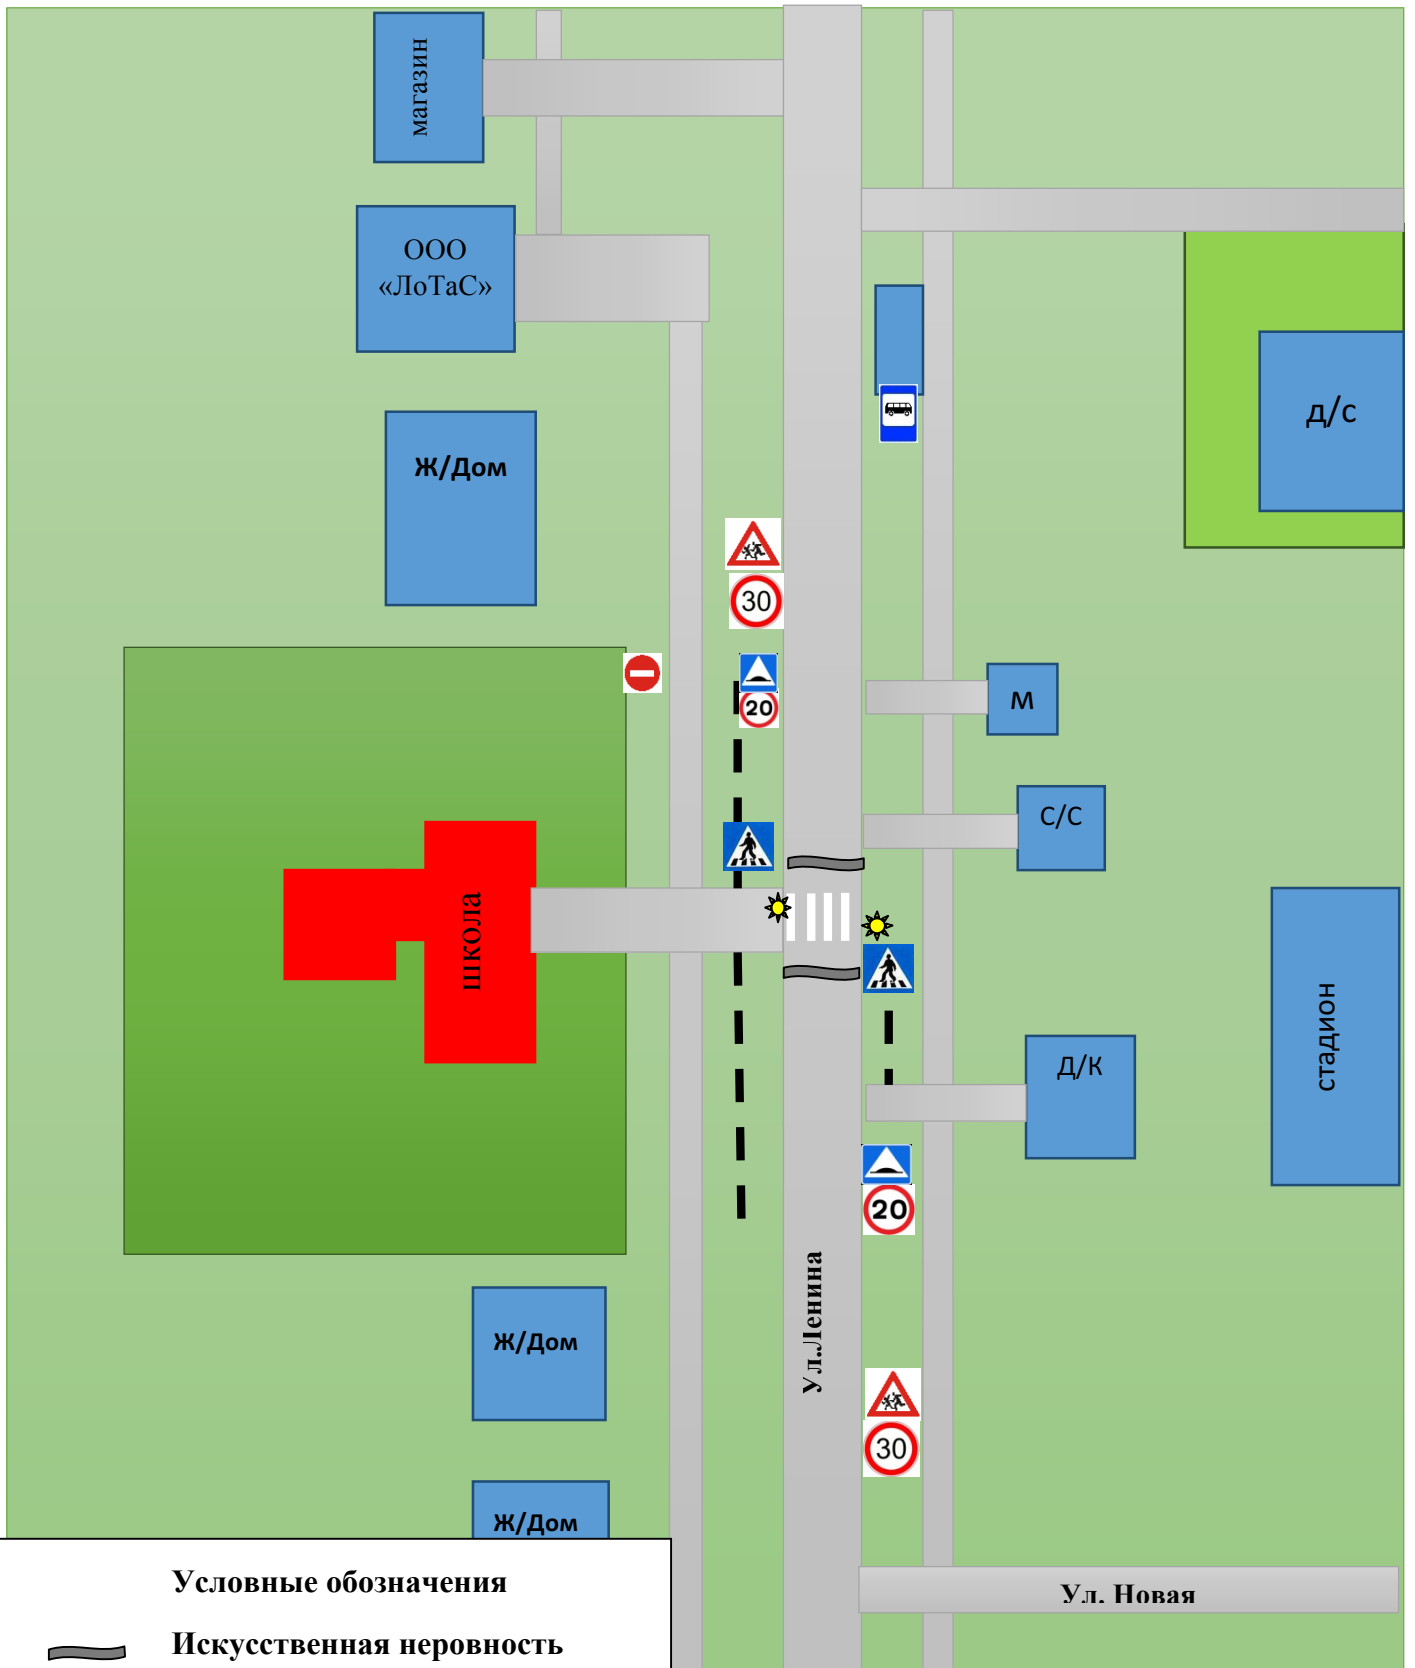 магазин
ООО
«ЛоТаС»
Ж/Дом
д/с
30
20
М
С/С
школа
стадион
Д/К
20
Ул.Ленина
Ж/Дом
30
Ж/Дом
Ул. Новая
Условные обозначения
Искусственная неровность